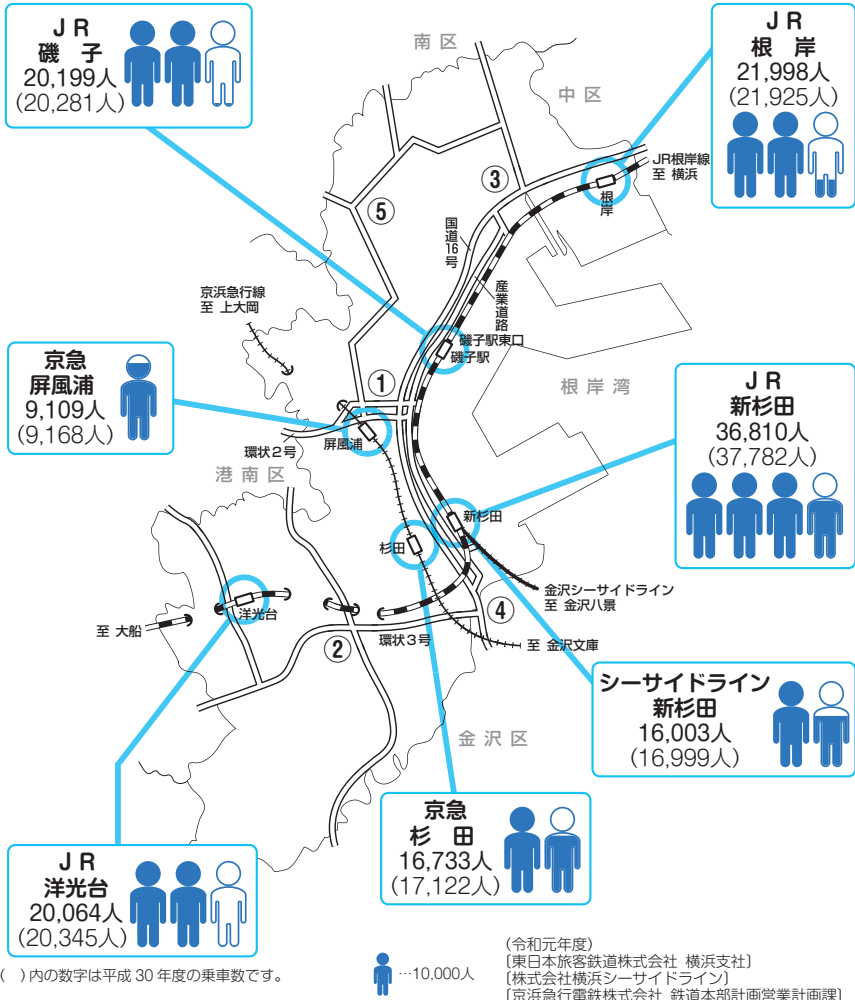 JR
磯子
20,199人
(20,281人)
南区
中区
JR
根岸
21,998人
(21,925人)
JR根岸線
至 横浜
根岸
③
⑤
国道16号
産業道路
京浜急行線
至 上大岡
磯子駅東口
磯子駅
根岸湾
京急
屏風浦
9,109人
(9,168人)
①
屏風浦
環状2号
港南区
JR
新杉田
36,810人
(37,782人)
新杉田
杉田
金沢シーサイドライン
至 金沢八景
洋光台
至 大船
②
環状3号
④
至 金沢文庫
シーサイドライン
新杉田
16,003人
(16,999人)
金沢区
京急
杉田
16,733人
(17,122人)
JR
洋光台
20,064人
(20,345人)
( )内の数字は平成30年度の乗車数です。
…10,000人
(令和元年度)
〔東日本旅客鉄道株式会社 横浜支社〕
〔株式会社横浜シーサイドライン〕
〔京浜急行電鉄株式会社 鉄道本部計画営業計画課〕